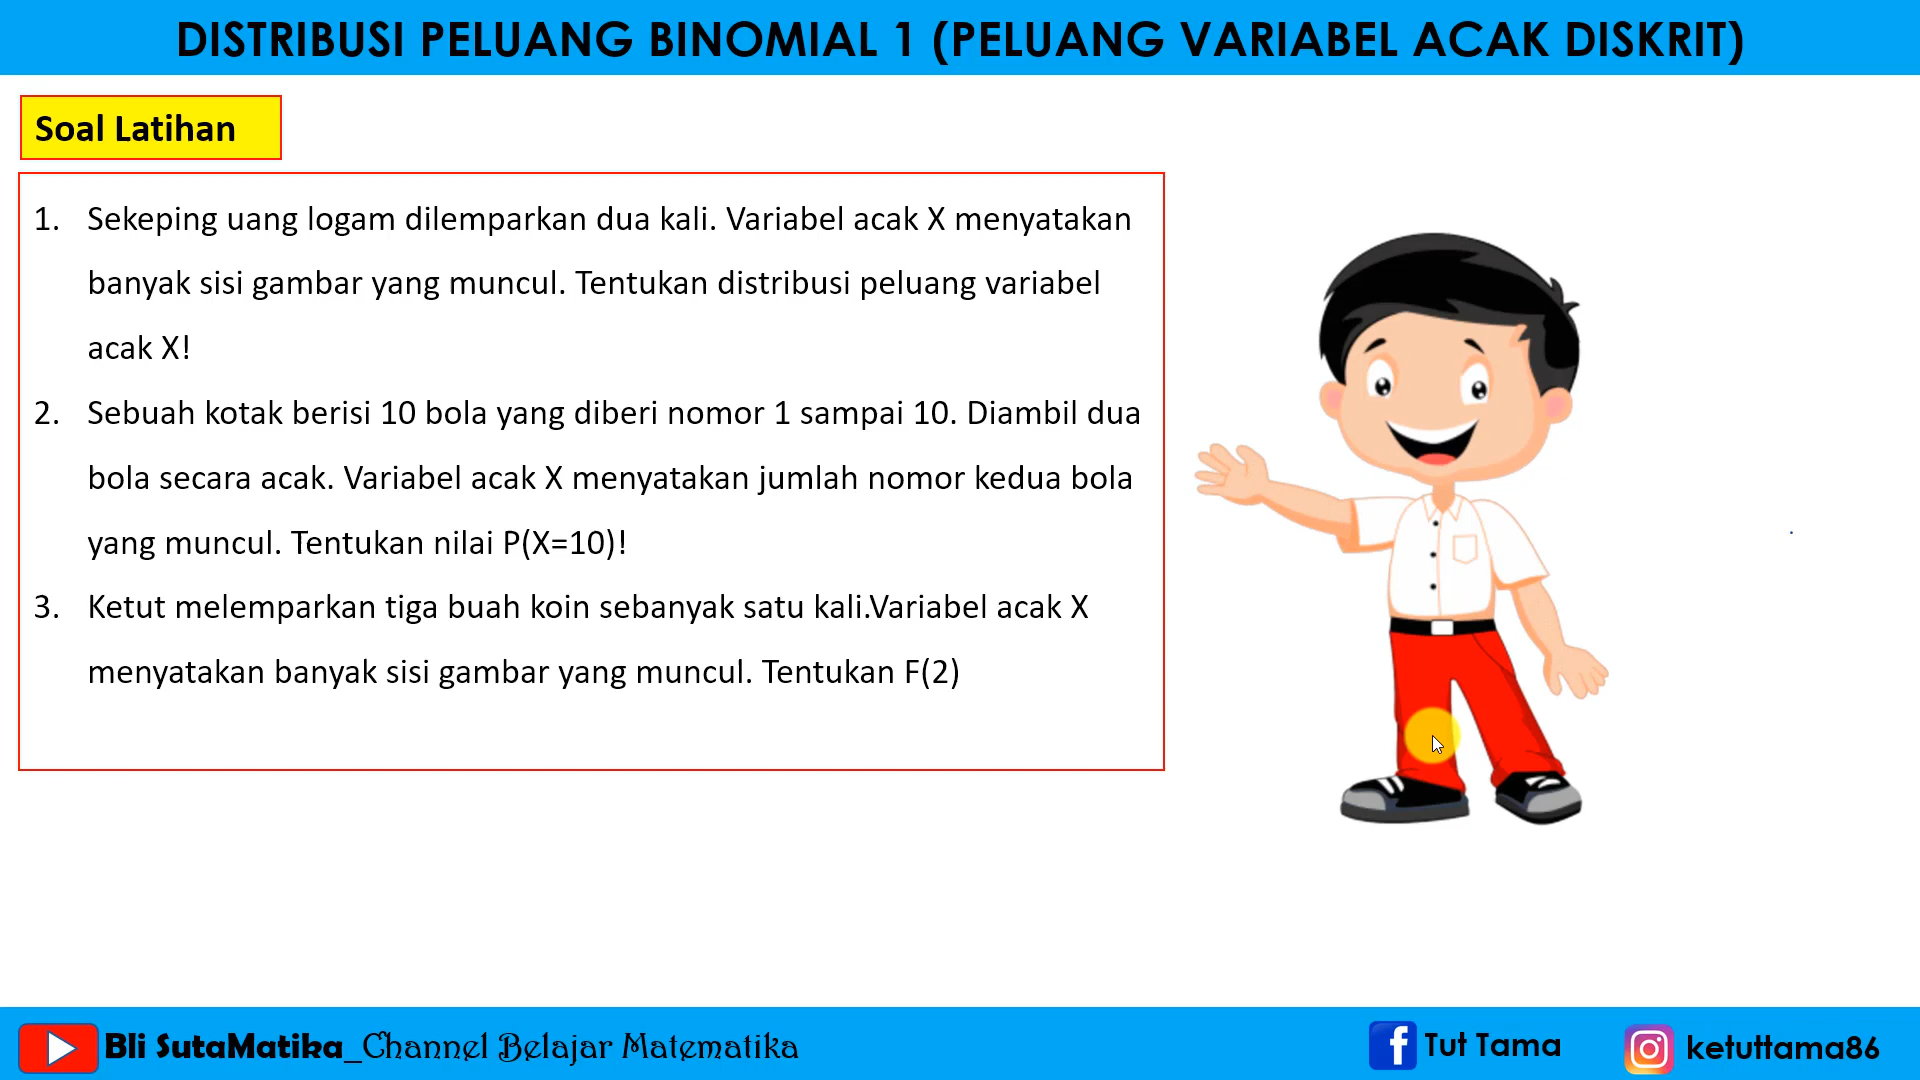 DISTRIBUSI PELUANG BINOMIAL 1 (PELUANG VARIABEL ACAK DISKRIT)
Soal Latihan
1. Sekeping uang logam dilemparkan dua kali. Variabel acak X menyatakan
banyak sisi gambar yang muncul. Tentukan distribusi peluang variabel
acak X!
2. Sebuah kotak berisi 10 bola yang diberi nomor 1 sampai 10. Diambil dua
bola secara acak. Variabel acak X menyatakan jumlah nomor kedua bola
yang muncul. Tentukan nilai P(X=10)!
3. Ketut melemparkan tiga buah koin sebanyak satu kali.Variabel acak X
menyatakan banyak sisi gambar yang muncul. Tentukan F(2)
Bli SutaMatika_Channel Belajar Matematika
Tut Tama
ketuttama86